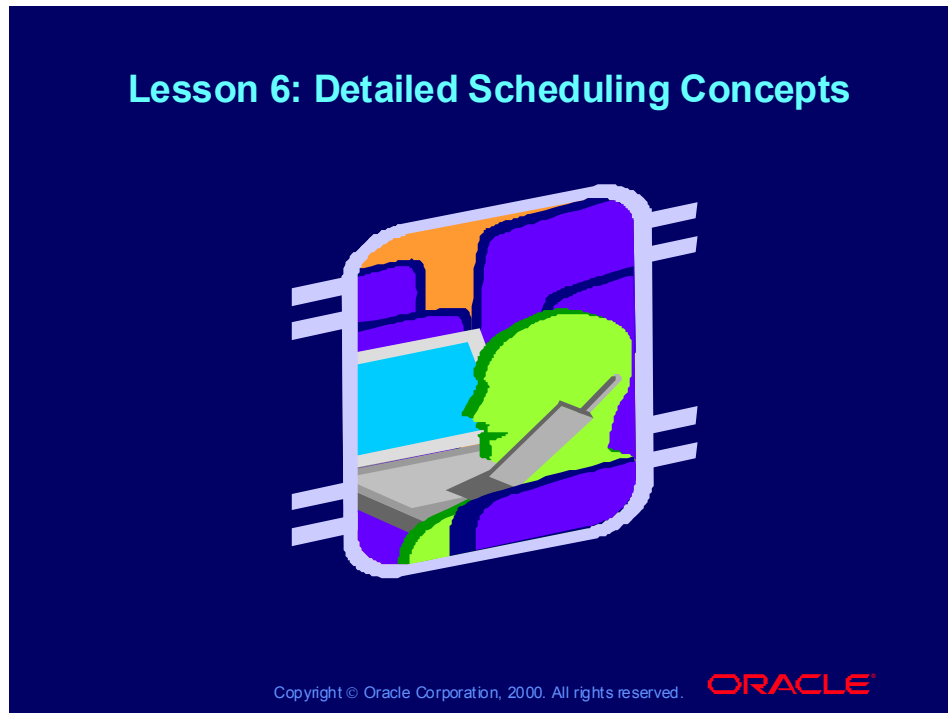 Lesson 6: Detailed Scheduling Concepts
Copyright © Oracle Corporation, 2000. All rights reserved.
ORACLE®